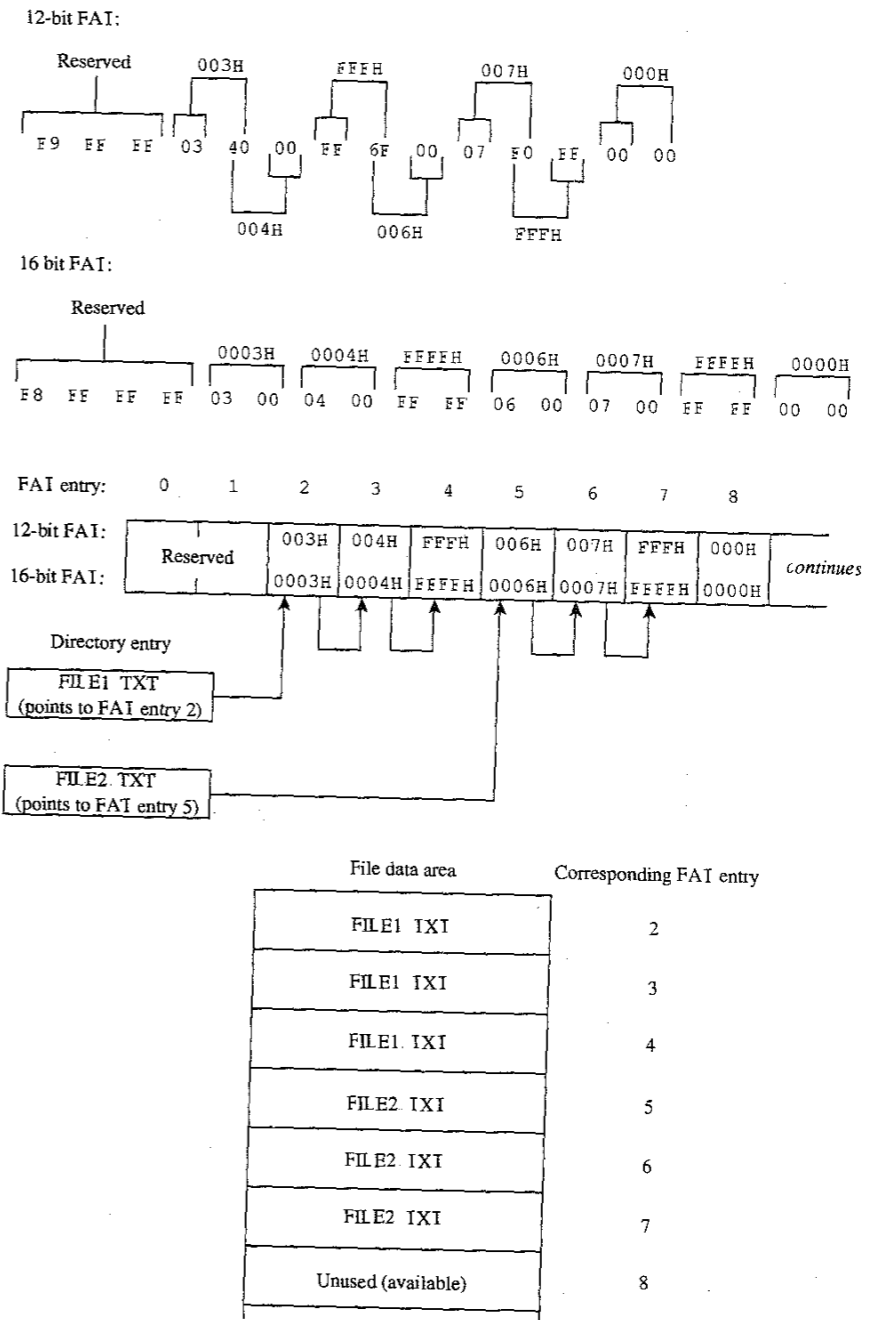 12-bit FAT:
Reserved 003H FFFH 007H 000H
F9 FF FF 03 40 00 FF 6F 00 07 F0 FF 00 00
004H 006H FFFH
16 bit FAT:
Reserved
0003H 0004H FFFFH 0006H 0007H FFFFH 0000H
F8 FF FF FF 03 00 04 00 FF FF 06 00 07 00 FF FF 00 00
FAT entry: 0 1 2 3 4 5 6 7 8
12-bit FAT: 003H 004H FFFH 006H 007H FFFH 000H
Reserved continues
16-bit FAT: 0003H 0004H FFFFH 0006H 0007H FFFFH 0000H
Directory entry
FILE1 TXT
(points to FAT entry 2)
FILE2. TXT
(points to FAT entry 5)
File data area Corresponding FAT entry
FILE1 TXT 2
FILE1 TXT 3
FILE1. TXT 4
FILE2. TXT 5
FILE2. TXT 6
FILE2 TXT 7
Unused (available) 8